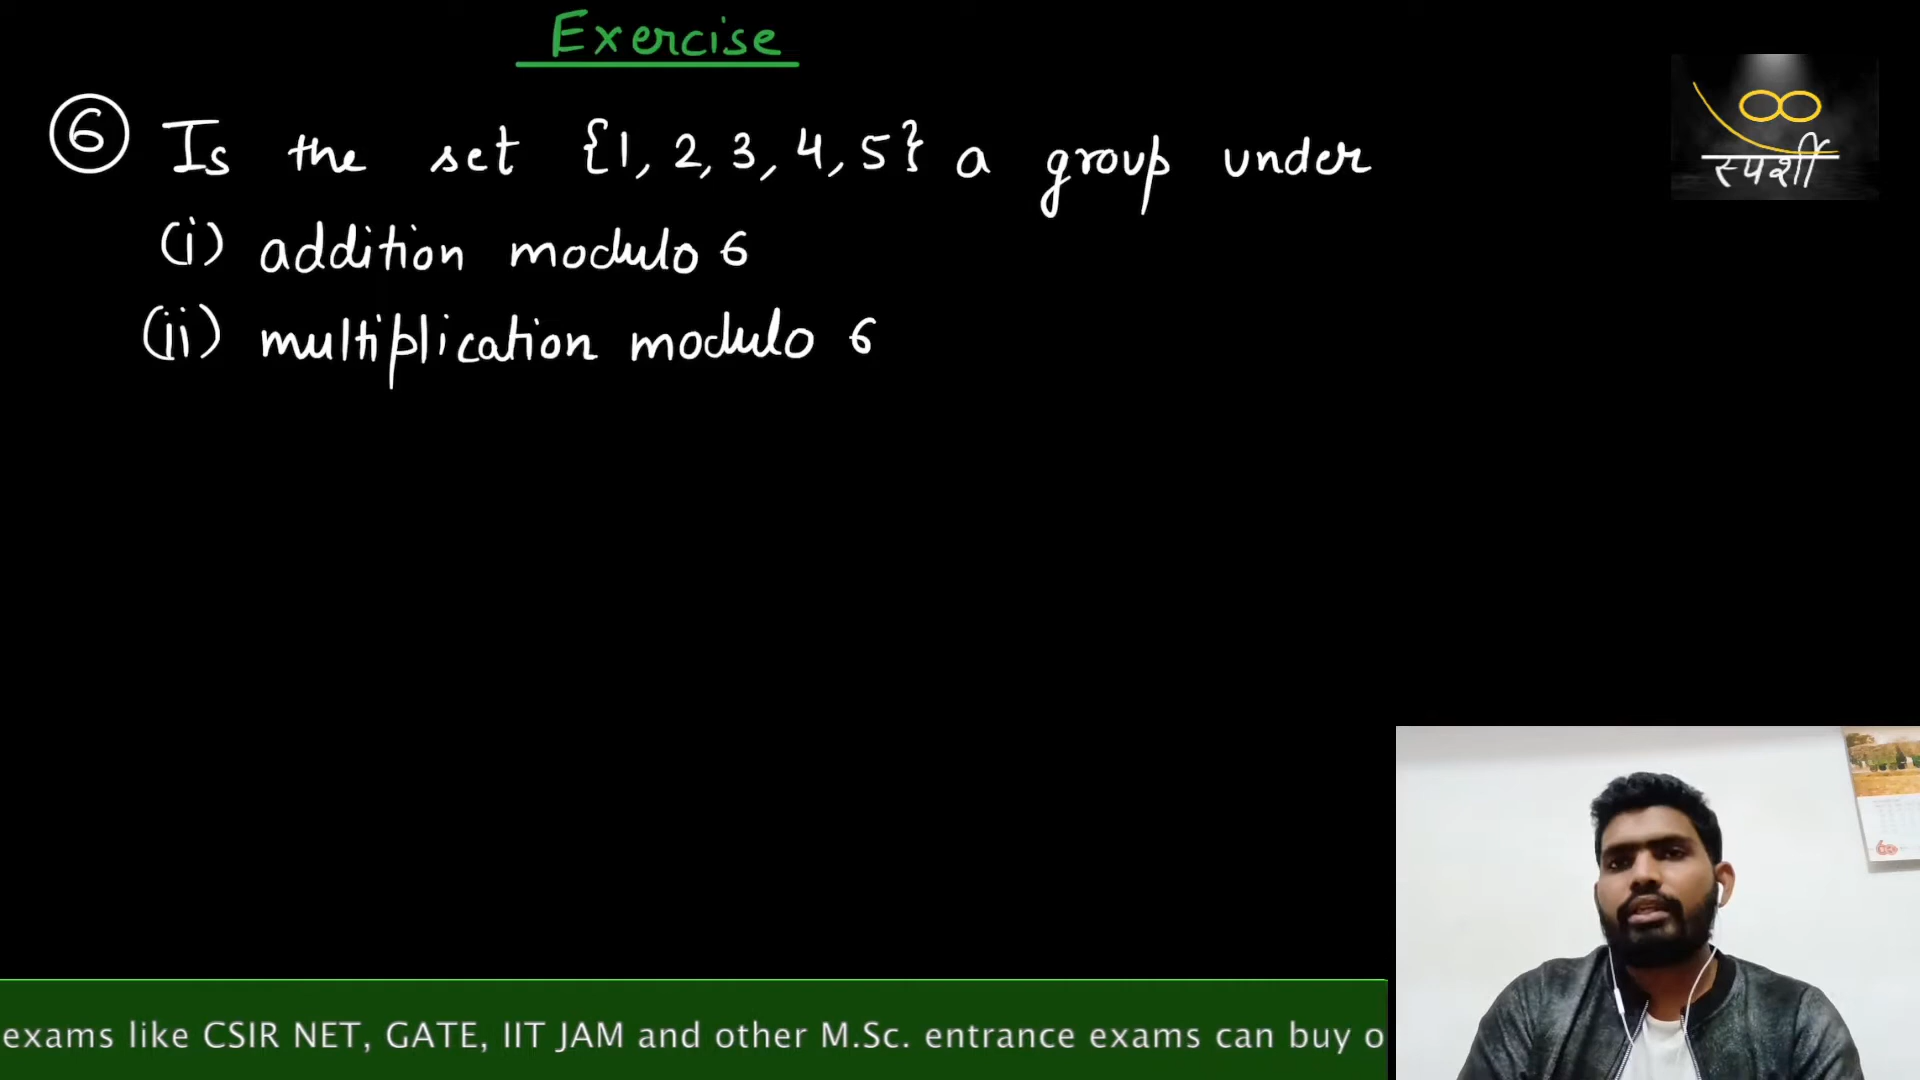 Exercise
⑥ Is the set {1, 2, 3, 4, 5} a group under
(i) addition modulo 6
(ii) multiplication modulo 6
स्पर्शी
exams like CSIR NET, GATE, IIT JAM and other M.Sc. entrance exams can buy o